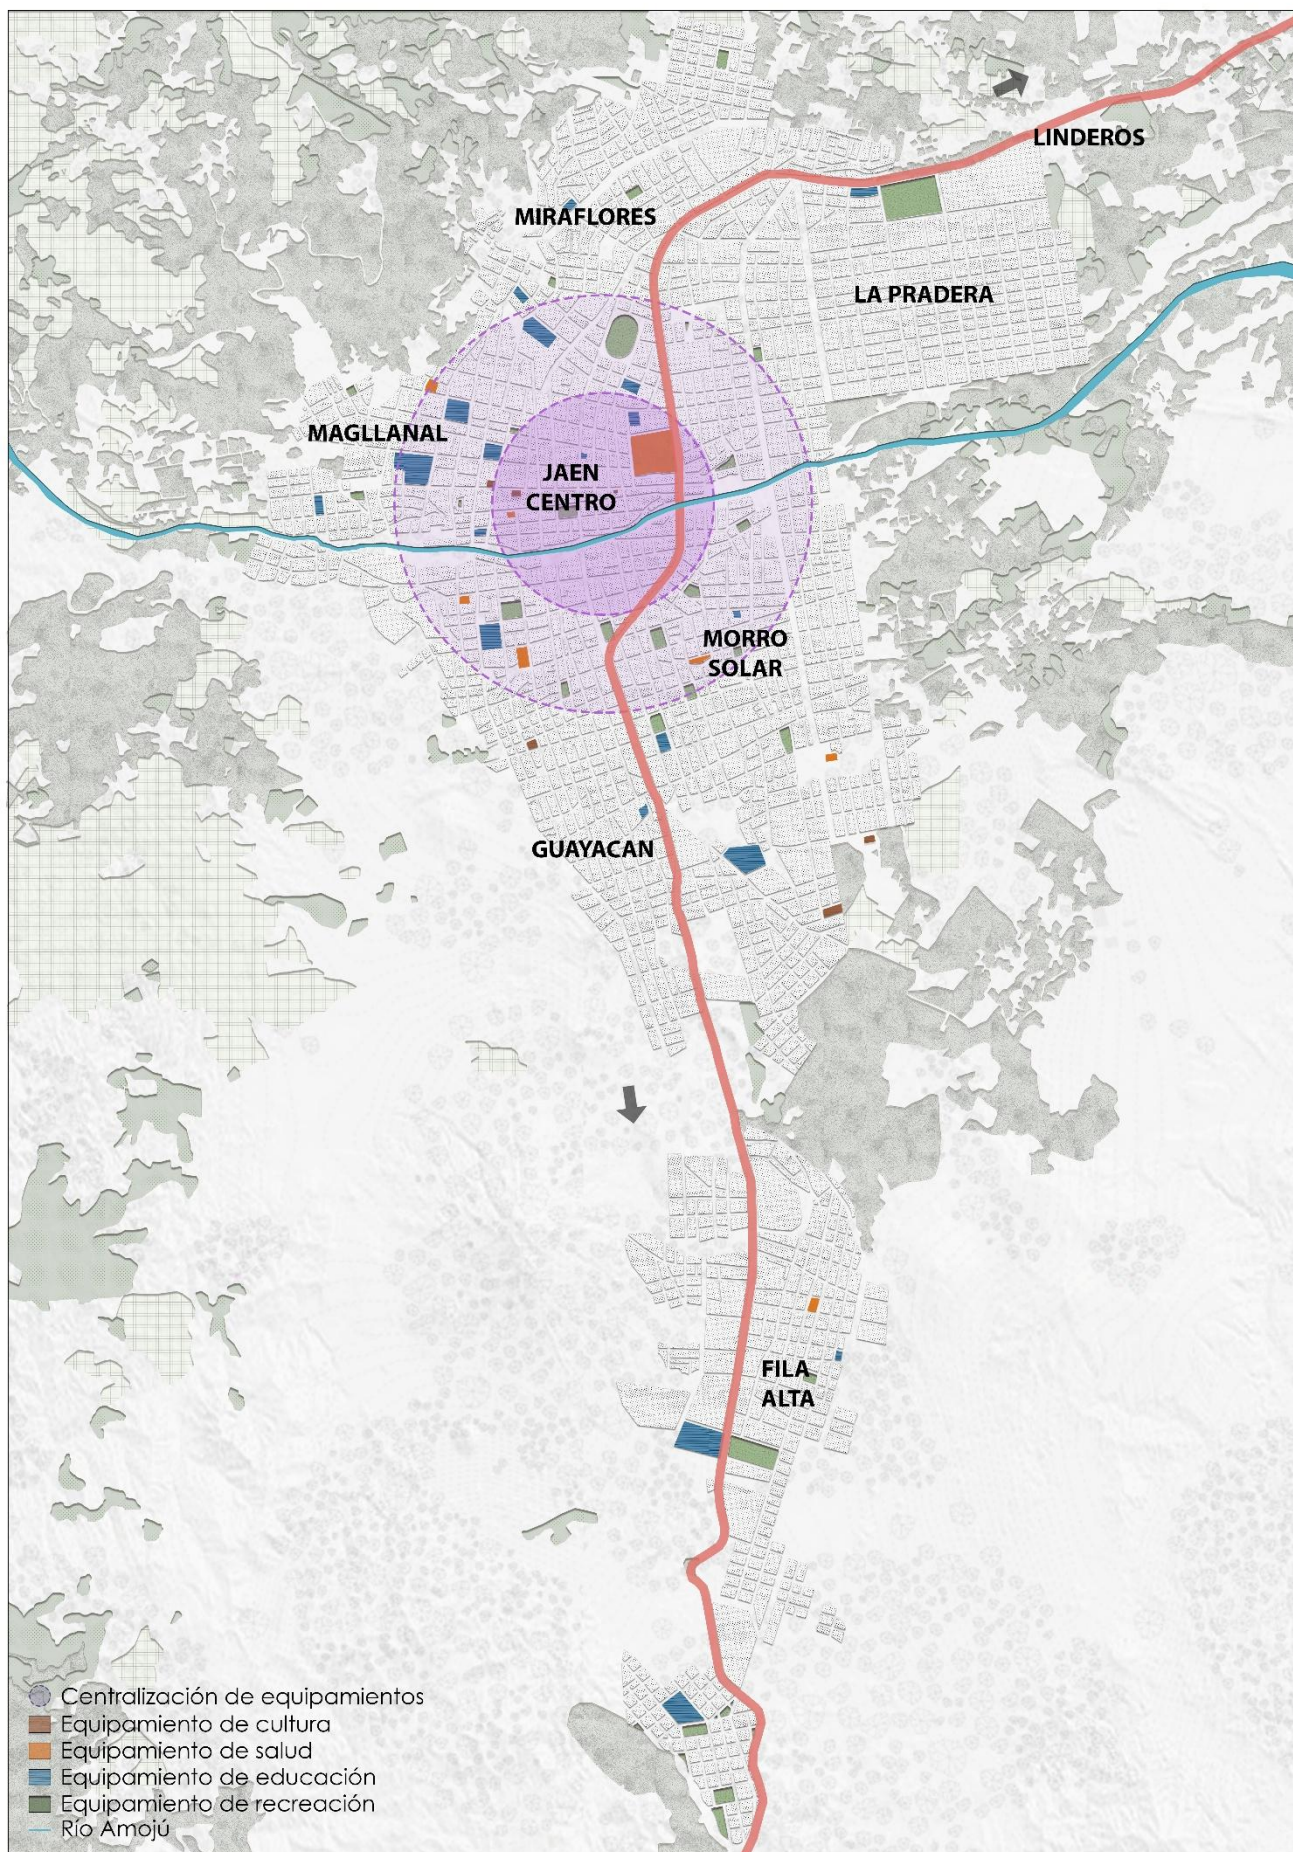 LINDEROS
MIRAFLORES
LA PRADERA
MAGLLANAL
JAEN
CENTRO
MORRO
SOLAR
GUAYACAN
FILA
ALTA
Centralización de equipamientos
Equipamiento de cultura
Equipamiento de salud
Equipamiento de educación
Equipamiento de recreación
Río Amojú